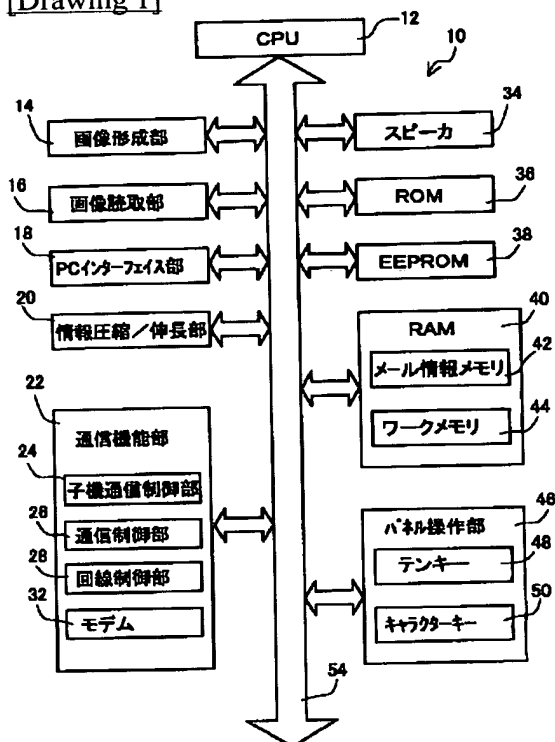 [Drawing 1]
CPU
12
10
14
画像形成部
16
画像読取部
18
PCインターフェイス部
20
情報圧縮/伸長部
22
通信機能部
24
子機通信制御部
26
通信制御部
28
回線制御部
32
モデム
スピーカ
34
ROM
36
EEPROM
38
RAM
40
メール情報メモリ
42
ワークメモリ
44
パネル操作部
46
テンキー
48
キャラクターキー
50
54